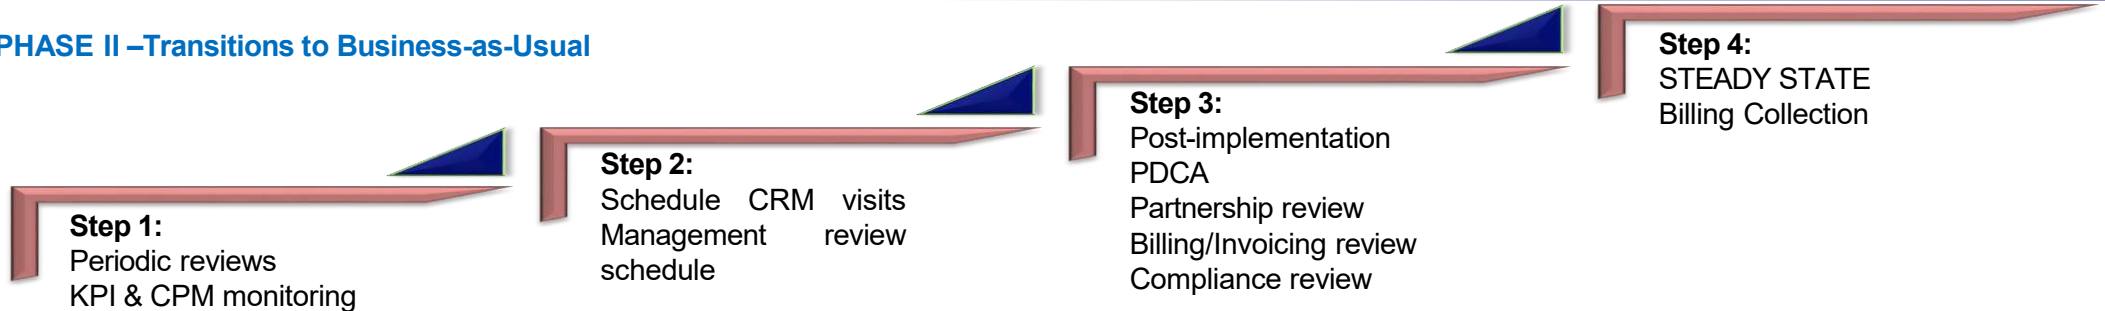 PHASE II –Transitions to Business-as-Usual
Step 1:
Periodic reviews
KPI & CPM monitoring
Step 2:
Schedule CRM visits
Management review
schedule
Step 3:
Post-implementation
PDCA
Partnership review
Billing/Invoicing review
Compliance review
Step 4:
STEADY STATE
Billing Collection